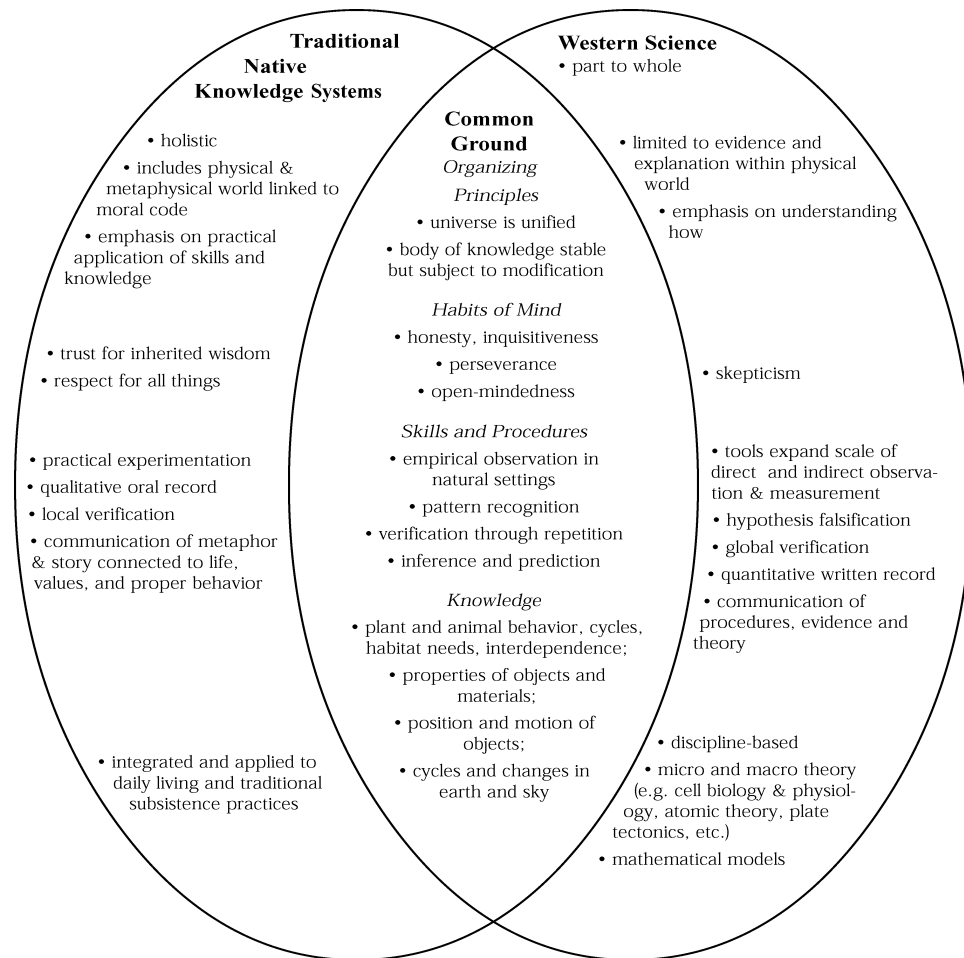 Traditional
Native
Knowledge Systems
• holistic
• includes physical &
metaphysical world linked to
moral code
• emphasis on practical
application of skills and
knowledge
• trust for inherited wisdom
• respect for all things
• practical experimentation
• qualitative oral record
• local verification
• communication of metaphor
& story connected to life,
values, and proper behavior
• integrated and applied to
daily living and traditional
subsistence practices
Common
Ground
Organizing
Principles
• universe is unified
• body of knowledge stable
but subject to modification
Habits of Mind
• honesty, inquisitiveness
• perseverance
• open-mindedness
Skills and Procedures
• empirical observation in
natural settings
• pattern recognition
• verification through repetition
• inference and prediction
Knowledge
• plant and animal behavior, cycles,
habitat needs, interdependence;
• properties of objects and
materials;
• position and motion of
objects;
• cycles and changes in
earth and sky
Western Science
• part to whole
• limited to evidence and
explanation within physical
world
• emphasis on understanding
how
• skepticism
• tools expand scale of
direct and indirect observa-
tion & measurement
• hypothesis falsification
• global verification
• quantitative written record
• communication of
procedures, evidence and
theory
• discipline-based
• micro and macro theory
(e.g. cell biology & physiol-
ogy, atomic theory, plate
tectonics, etc.)
• mathematical models